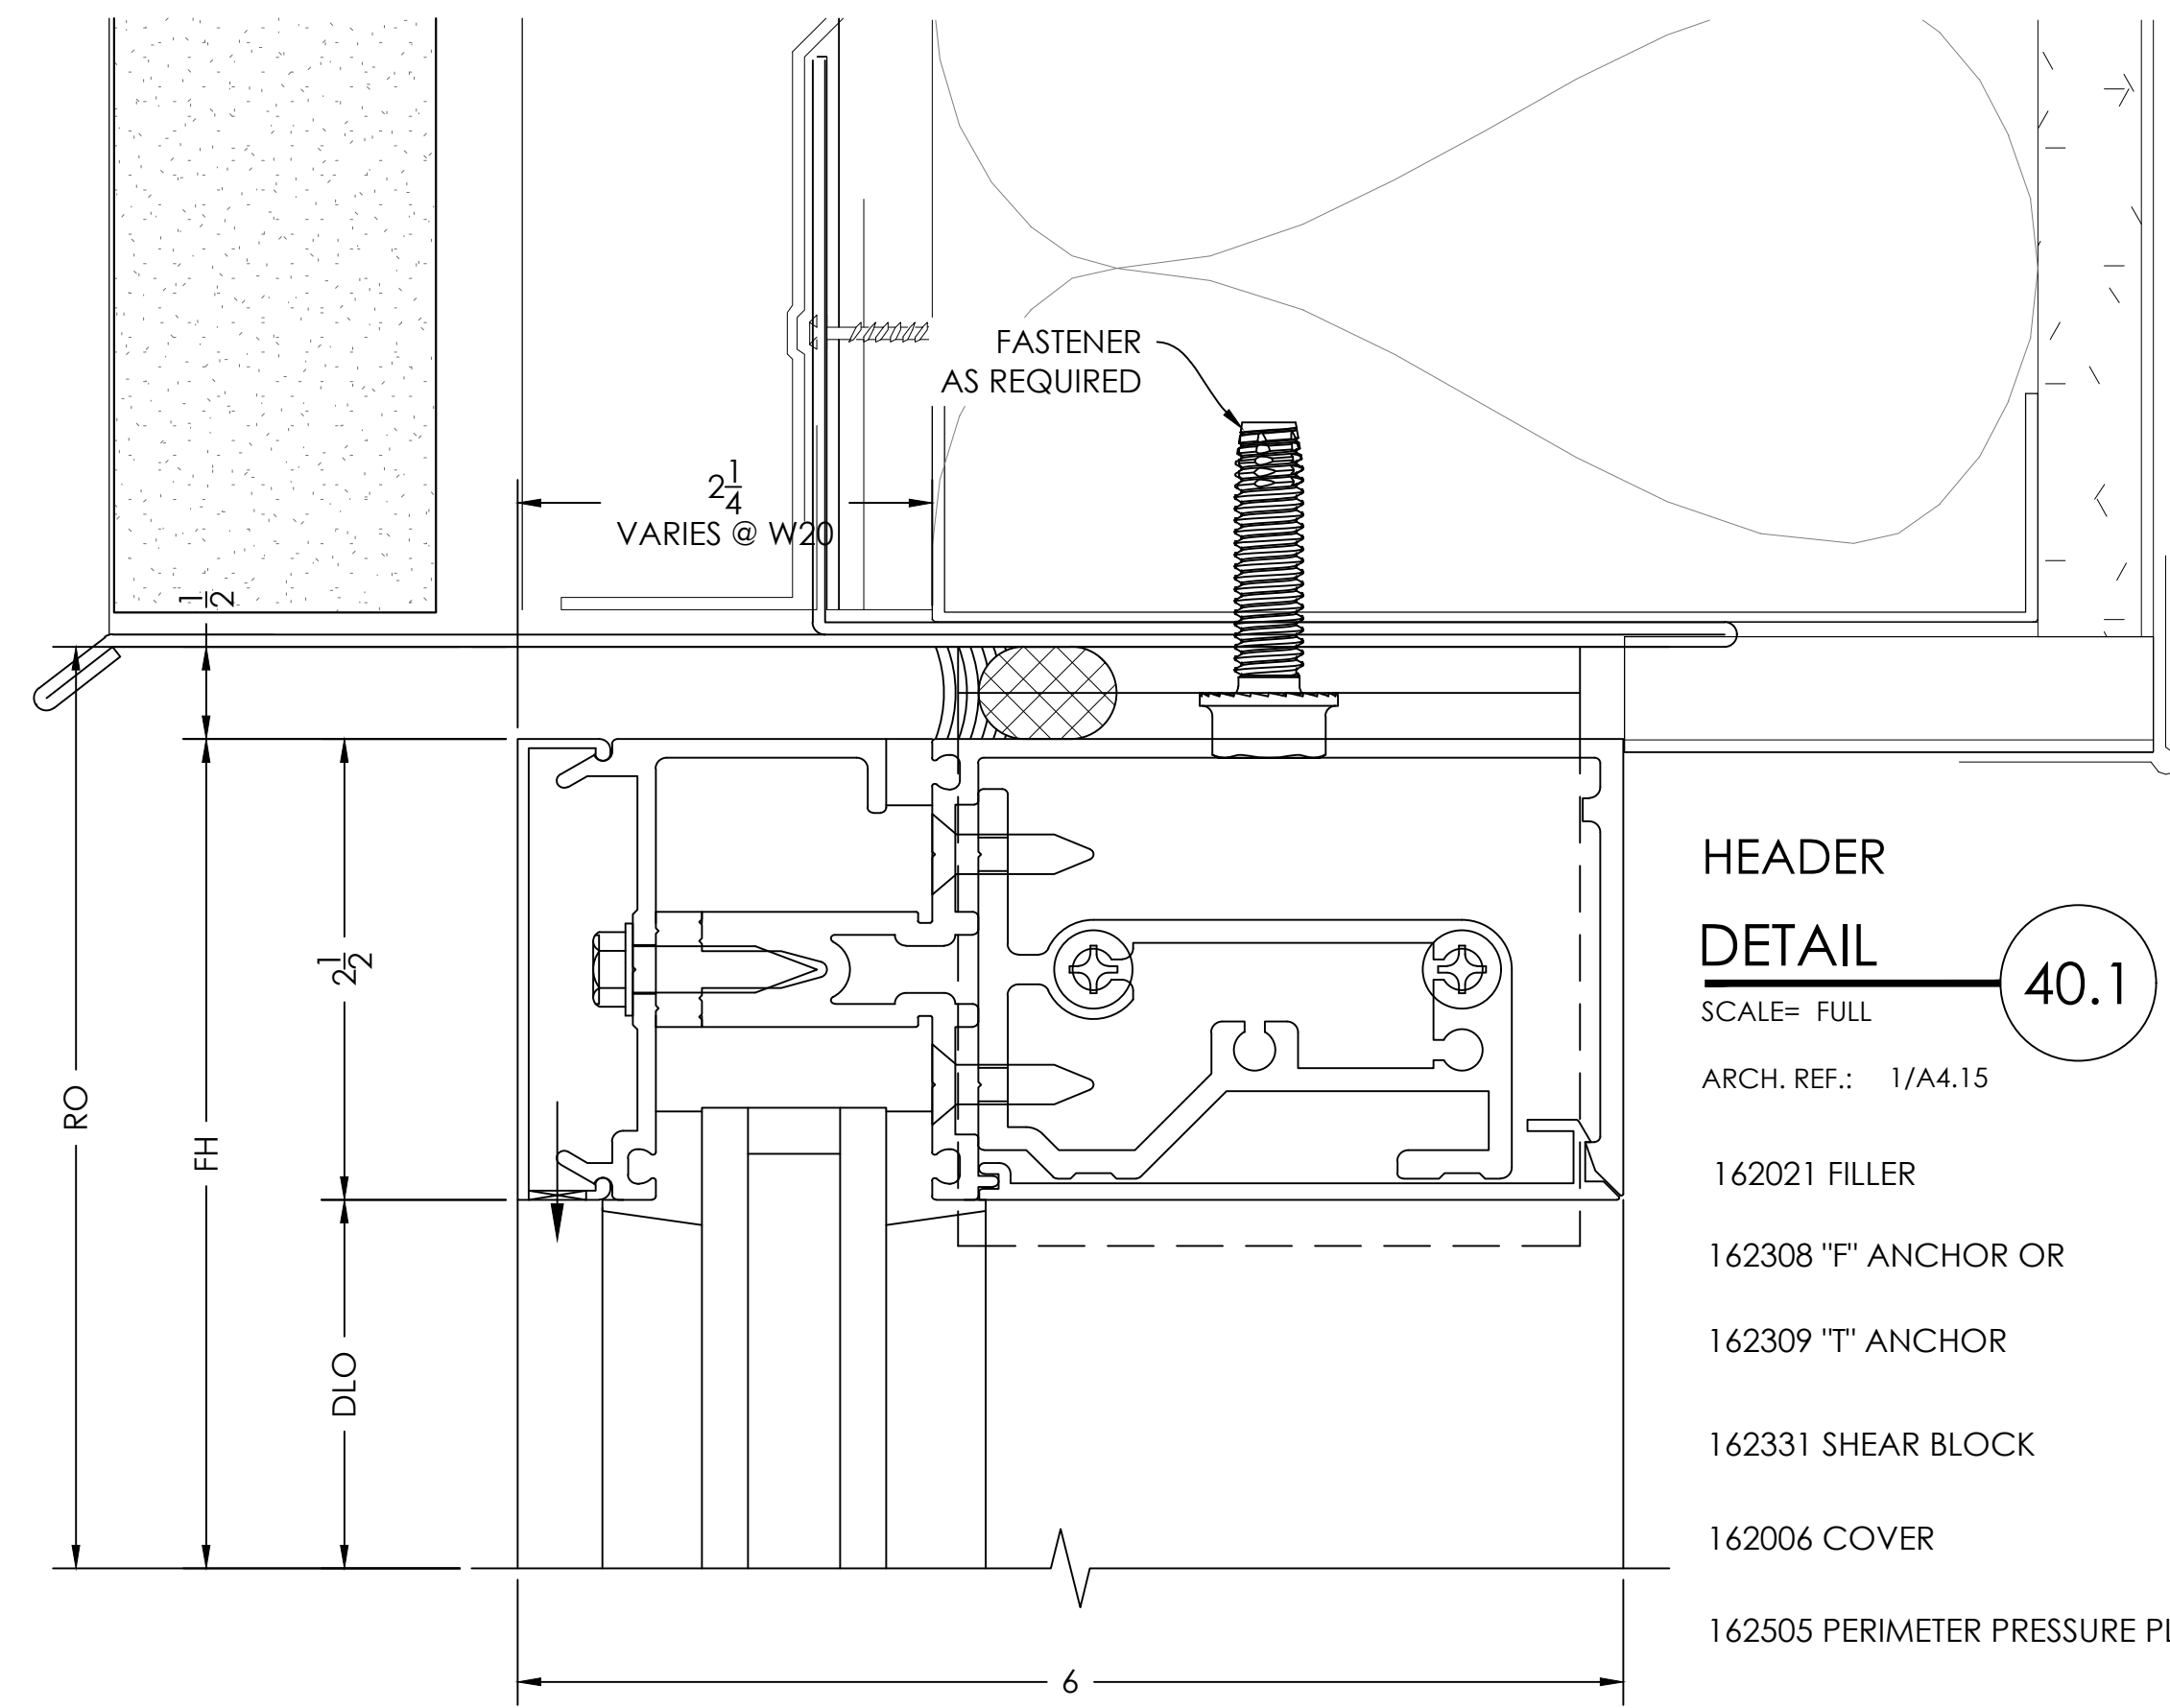 FASTENER
AS REQUIRED
2 1/4
VARIES @ W20
1/2
2 1/2
RO
FH
DLO
6
HEADER
DETAIL
40.1
SCALE= FULL
ARCH. REF.: 1/A4.15
162021 FILLER
162308 "F" ANCHOR OR
162309 "T" ANCHOR
162331 SHEAR BLOCK
162006 COVER
162505 PERIMETER PRESSURE